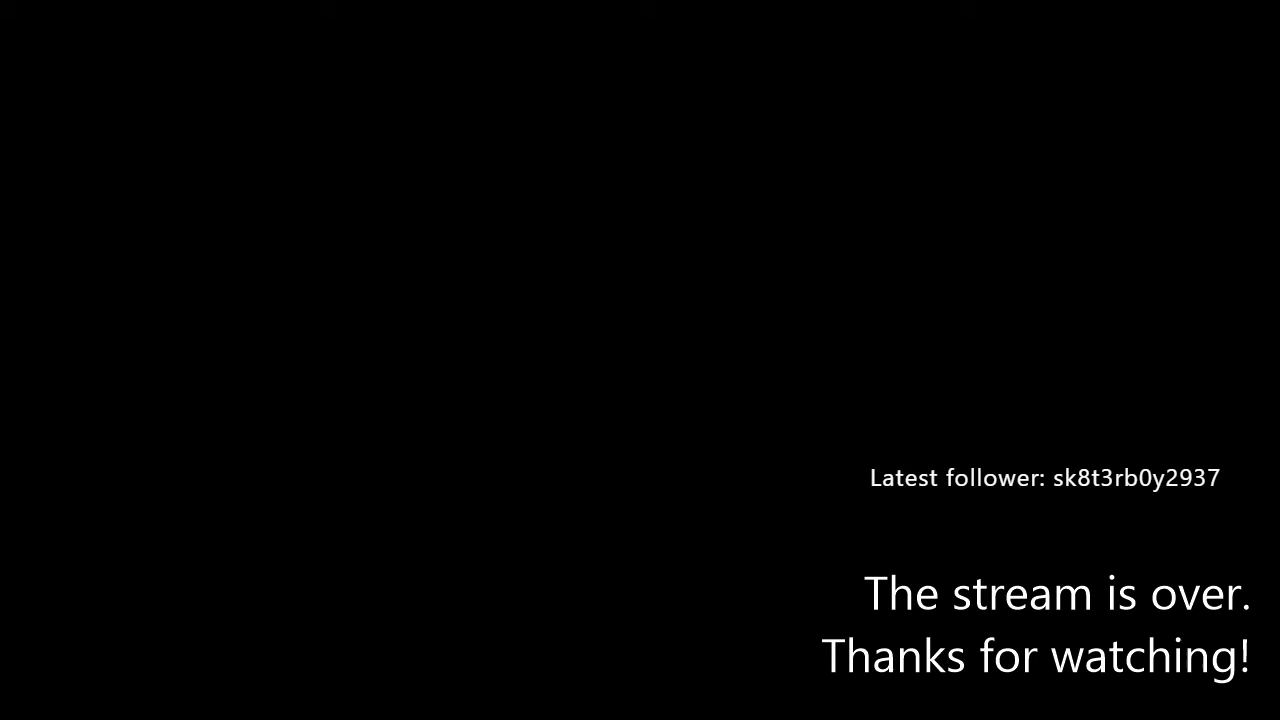 Latest follower: sk8t3rb0y2937
The stream is over.
Thanks for watching!